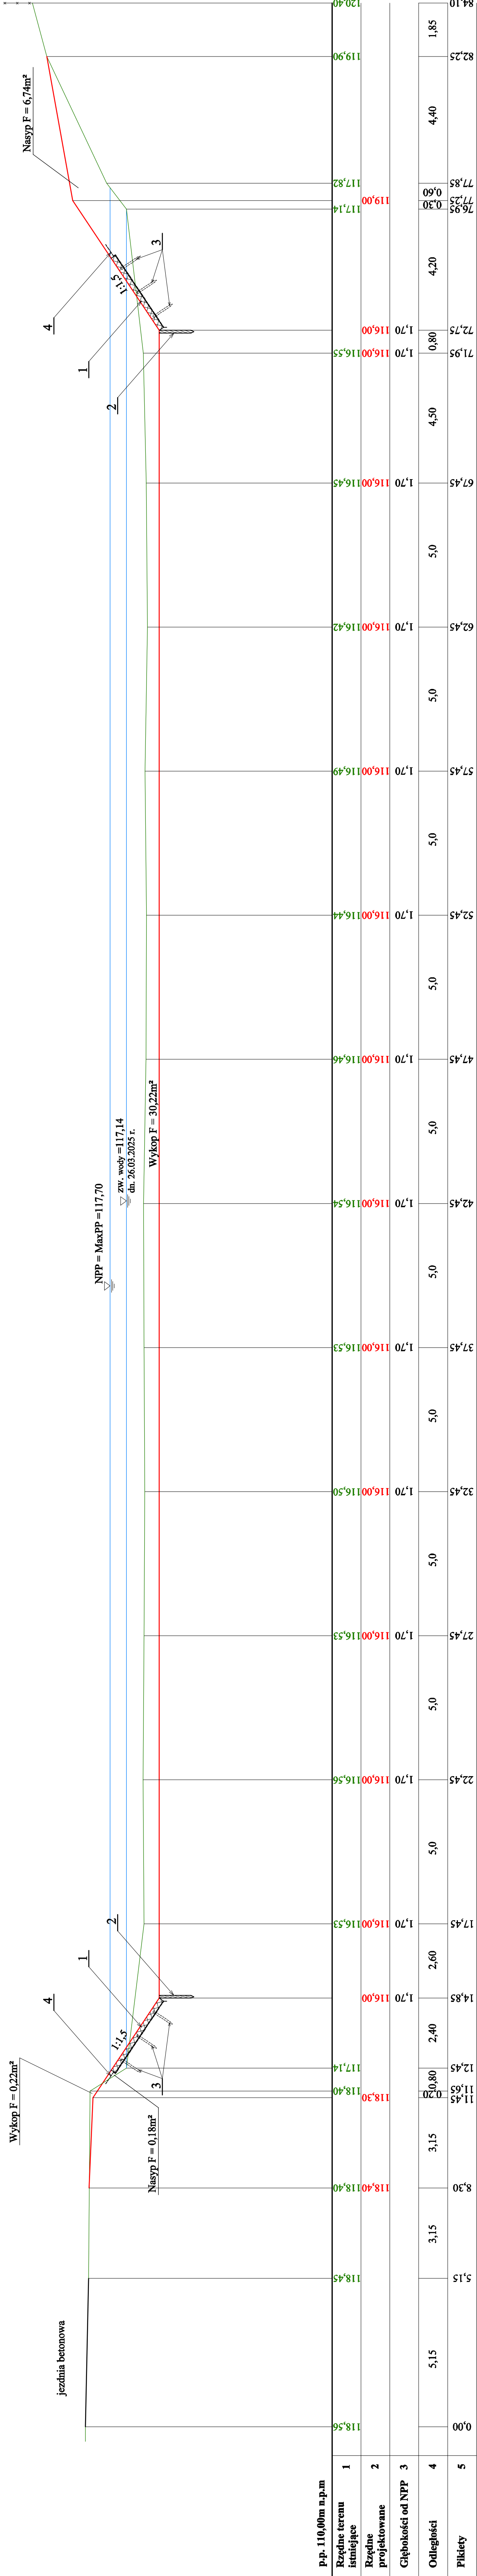 Nasyp F = 6,74m²
1:1,5
4
1
2
3
NPP = MaxPP =117,70
zw. wody =117,14
dn. 26.03.2025 r.
Wykop F = 30,22m²
Wykop F = 0,22m²
Nasyp F = 0,18m²
1:1,5
4
1
2
3
jezdnia betonowa
p.p. 110,00m n.p.m
Rzędne terenu istniejące 1 118,56 118,45 118,40 118,40 117,14 116,53 116,56 116,53 116,50 116,53 116,54 116,46 116,44 116,49 116,42 116,45 116,55 117,14 117,82 119,90 120,40
Rzędne projektowane 2 118,40 118,30 116,00 116,00 116,00 116,00 116,00 116,00 116,00 116,00 116,00 116,00 116,00 116,00 116,00 116,00 119,00
Głębokości od NPP 3 1,70 1,70 1,70 1,70 1,70 1,70 1,70 1,70 1,70 1,70 1,70 1,70 1,70 1,70
Odległości 4 5,15 3,15 3,15 0,20 0,80 2,40 2,60 5,0 5,0 5,0 5,0 5,0 5,0 5,0 5,0 5,0 5,0 4,50 0,80 4,20 0,30 0,60 4,40 1,85
Pikiety 5 0,00 5,15 8,30 11,45 11,65 12,45 14,85 17,45 22,45 27,45 32,45 37,45 42,45 47,45 52,45 57,45 62,45 67,45 71,95 72,75 76,95 77,25 77,85 82,25 84,10